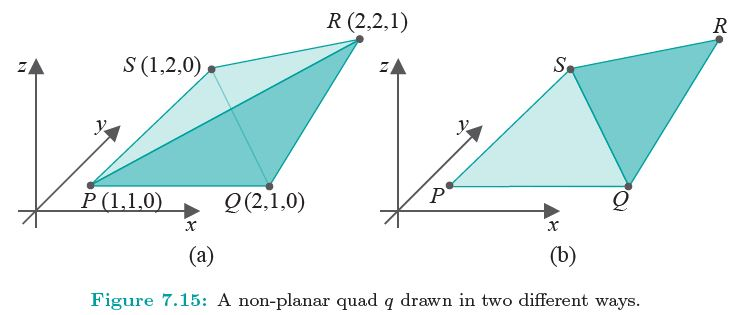 R (2,2,1)
R
z
S (1,2,0)
z
S
y
y
P (1,1,0)
Q (2,1,0)
P
Q
x
x
(a)
(b)
Figure 7.15: A non-planar quad q drawn in two different ways.